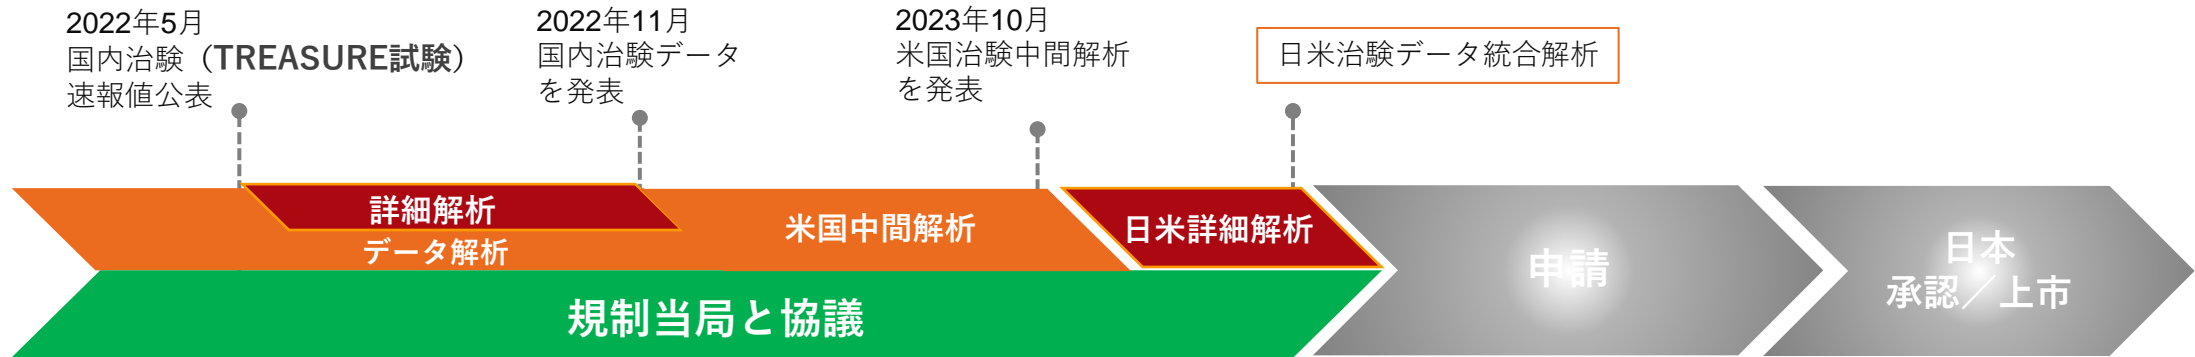 2022年5月
国内治験（TREASURE試験）
速報値公表
2022年11月
国内治験データ
を発表
2023年10月
米国治験中間解析
を発表
日米治験データ統合解析
詳細解析
データ解析
米国中間解析
日米詳細解析
規制当局と協議
申請
日本
承認／上市